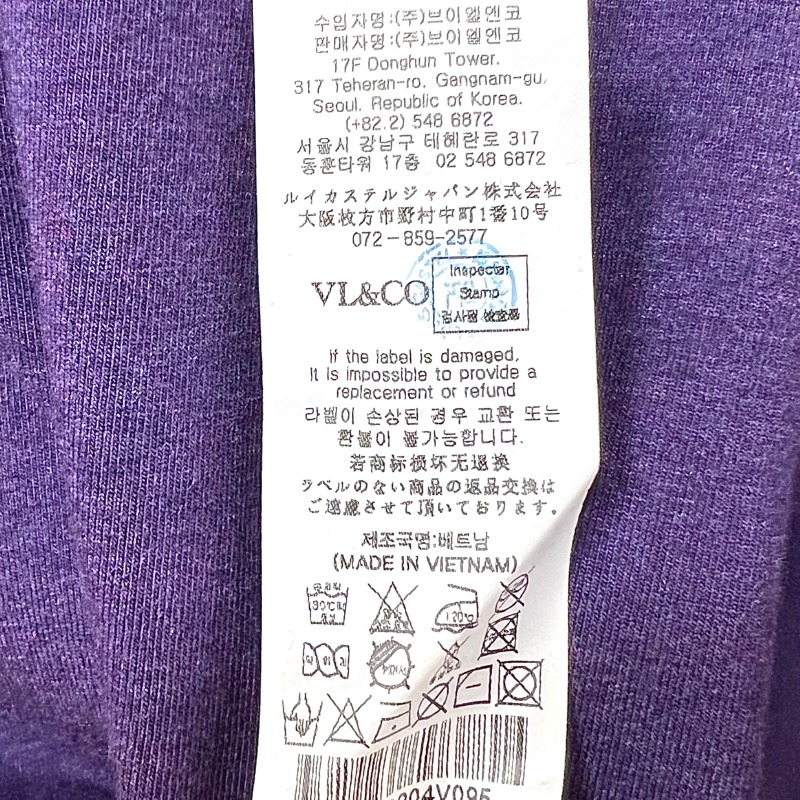 수입자명:(주)브이엘엔코
판매자명:(주)브이엘엔코
17F Donghun Tower.
317 Teheran-ro, Gangnam-gu,
Seoul. Republic of Korea.
(+82.2) 548 6872
서울시 강남구 테헤란로 317
동훈타워 17층 02 548 6872
ルイカステルジャパン株式会社
大阪枚方市野村中町1番10号
072-859-2577
VL&CO
Inspector
Stamp
검사필
if the label is damaged,
It is impossible to provide a
replacement or refund
라벨이 손상된 경우 교환 또는
환불이 불가능합니다.
若商标损坏无退换
ラベルのない商品の返品交換は
ご遠慮させて頂いております。
제조국명:베트남
(MADE IN VIETNAM)
120℃
204V095